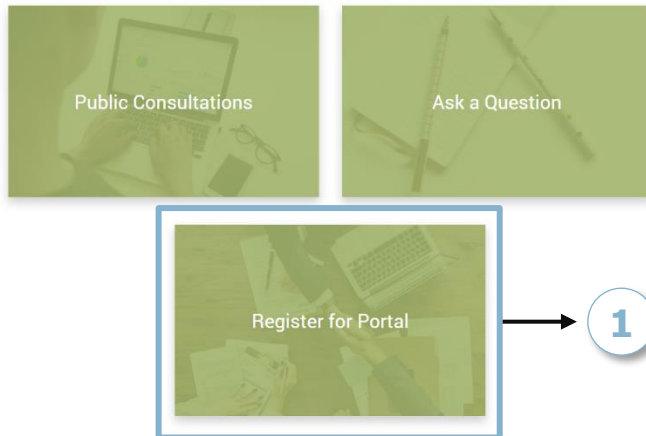 Public Consultations
Ask a Question
Register for Portal
1